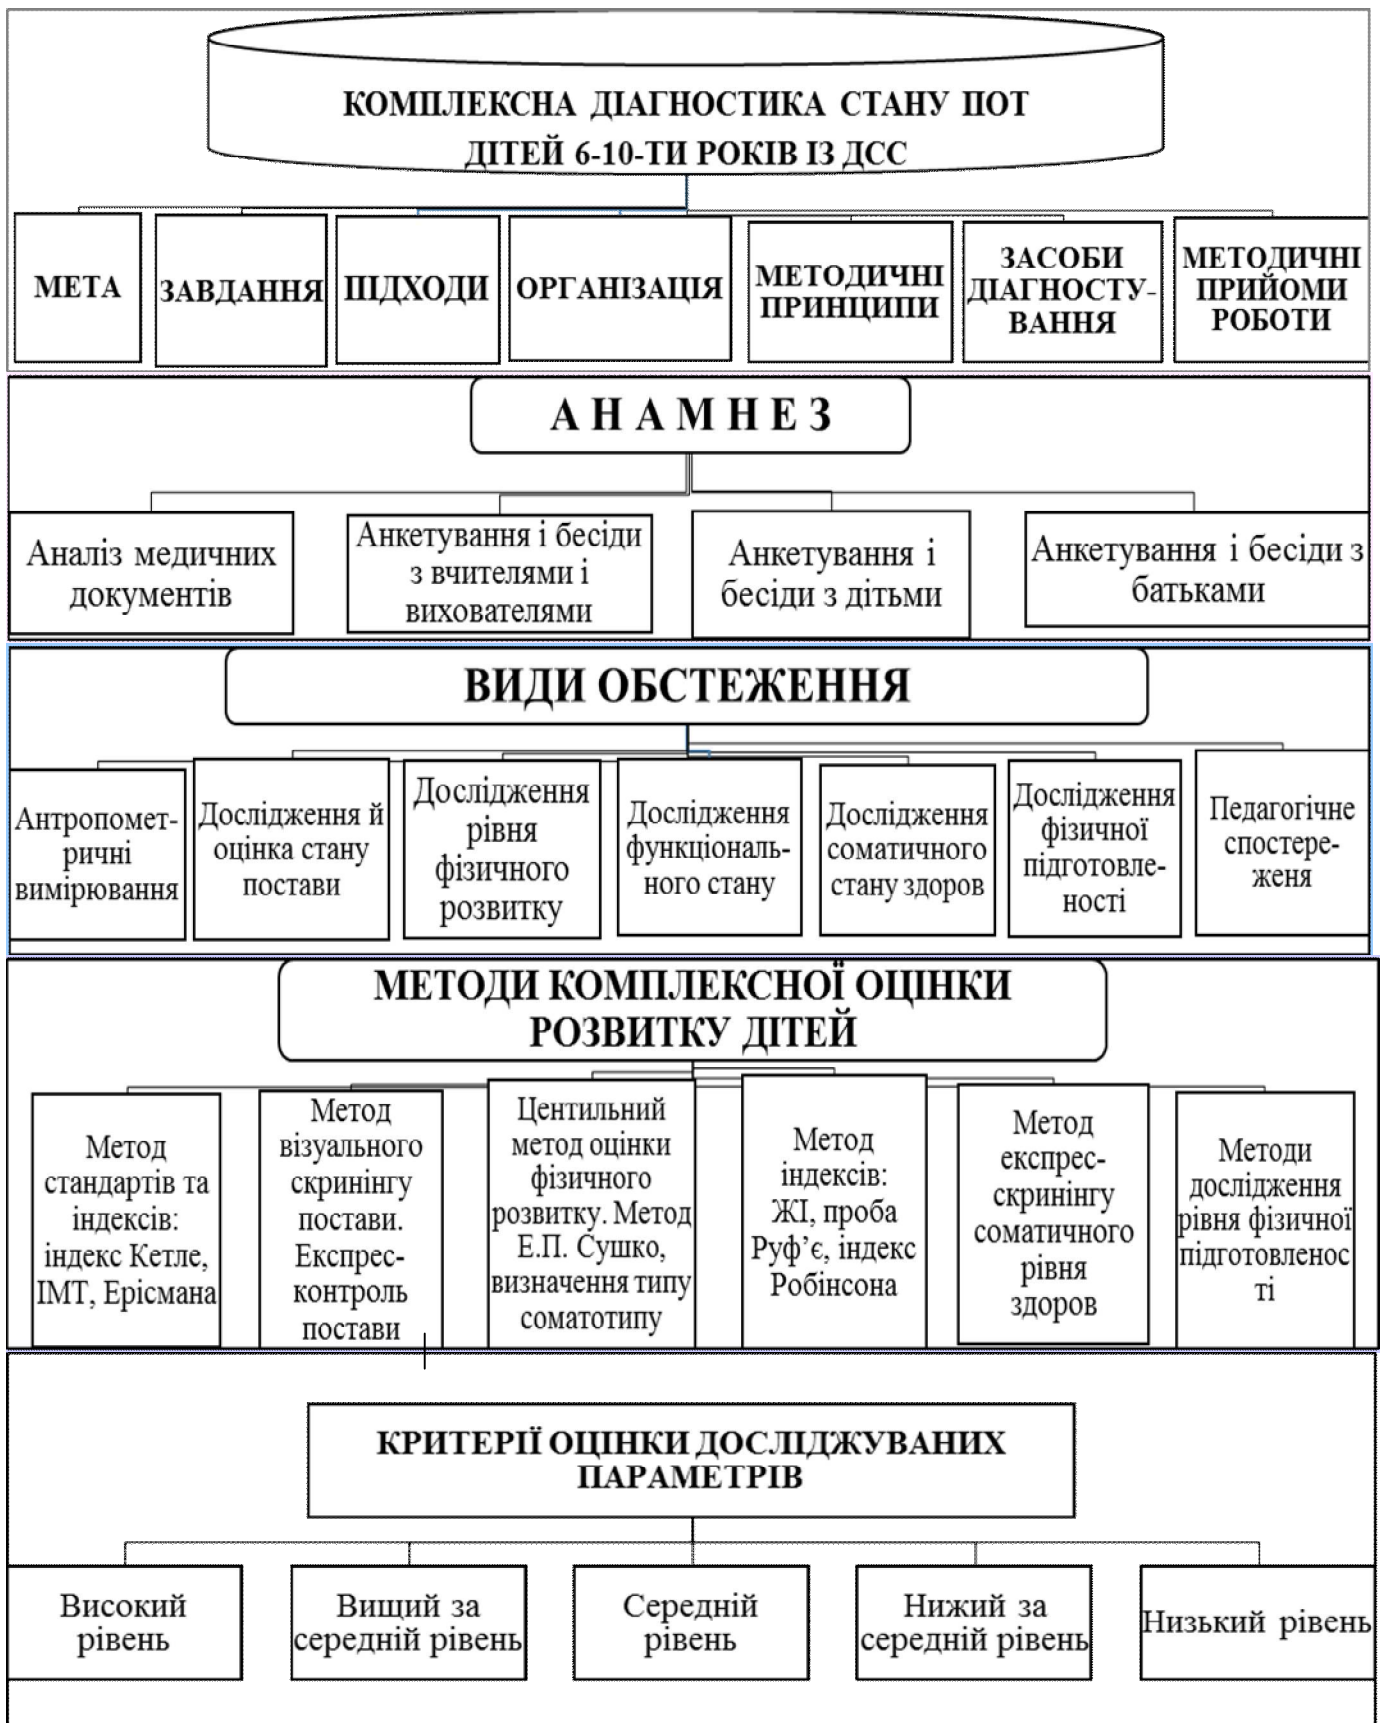 КОМПЛЕКСНА ДІАГНОСТИКА СТАНУ ПОТ
ДІТЕЙ 6-10-ТИ РОКІВ ІЗ ДСС
МЕТА
ЗАВДАННЯ
ПІДХОДИ
ОРГАНІЗАЦІЯ
МЕТОДИЧНІ
ПРИНЦИПИ
ЗАСОБИ
ДІАГНОСТУ-
ВАННЯ
МЕТОДИЧНІ
ПРИЙОМИ
РОБОТИ
А Н А М Н Е З
Аналіз медичних
документів
Анкетування і бесіди
з вчителями і
вихователями
Анкетування і
бесіди з дітьми
Анкетування і бесіди з
батьками
ВИДИ ОБСТЕЖЕННЯ
Антропомет-
ричні
вимірювання
Дослідження й
оцінка стану
постави
Дослідження
рівня
фізичного
розвитку
Дослідження
функціональ-
ного стану
Дослідження
соматичного
стану здоров
Дослідження
фізичної
підготовле-
ності
Педагогічне
спостере-
женя
МЕТОДИ КОМПЛЕКСНОЇ ОЦІНКИ
РОЗВИТКУ ДІТЕЙ
Метод
стандартів та
індексів:
індекс Кетле,
ІМТ, Ерісмана
Метод
візуального
скринінгу
постави.
Експрес-
контроль
постави
Центильний
метод оцінки
фізичного
розвитку. Метод
Е.П. Сушко,
визначення типу
соматотипу
Метод
індексів:
ЖІ, проба
Руф’є, індекс
Робінсона
Метод
експрес-
скринінгу
соматичного
рівня
здоров
Методи
дослідження
рівня фізичної
підготовленос
ті
КРИТЕРІЇ ОЦІНКИ ДОСЛІДЖУВАНИХ
ПАРАМЕТРІВ
Високий
рівень
Вищий за
середній рівень
Середній
рівень
Нижий за
середній рівень
Низький рівень